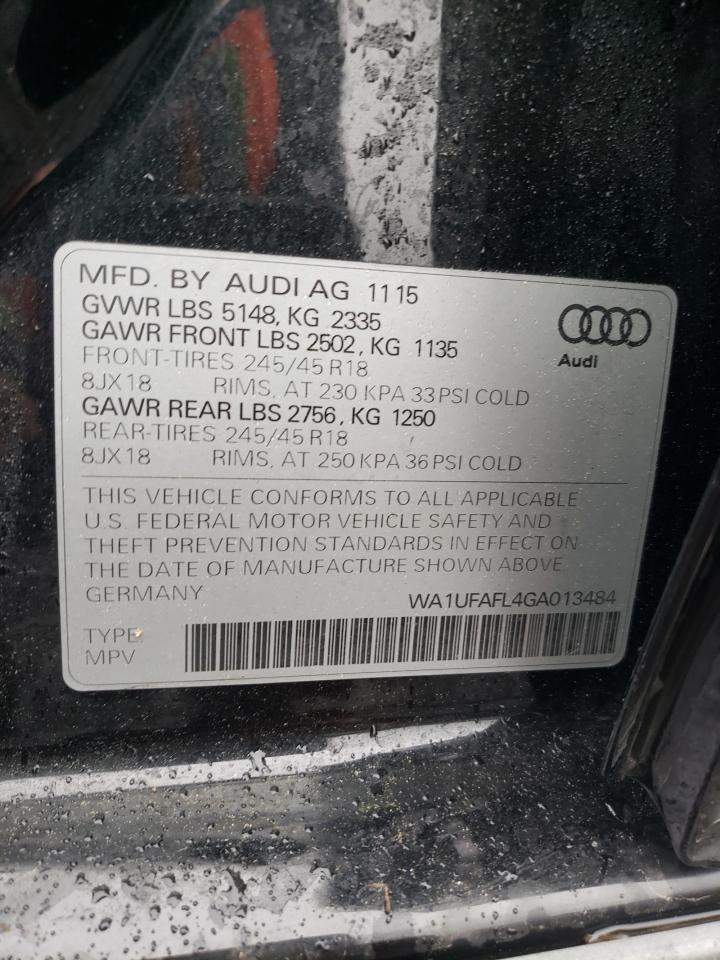 MFD. BY AUDI AG 11 15
GVWR LBS 5148, KG 2335
GAWR FRONT LBS 2502, KG 1135
FRONT-TIRES 245/45 R18
8JX18 RIMS, AT 230 KPA 33 PSI COLD
GAWR REAR LBS 2756, KG 1250
REAR-TIRES 245/45 R18
8JX18 RIMS, AT 250 KPA 36 PSI COLD
Audi
THIS VEHICLE CONFORMS TO ALL APPLICABLE
U.S. FEDERAL MOTOR VEHICLE SAFETY AND
THEFT PREVENTION STANDARDS IN EFFECT ON
THE DATE OF MANUFACTURE SHOWN ABOVE
GERMANY WA1UFAFL4GA013484
TYPE:
MPV